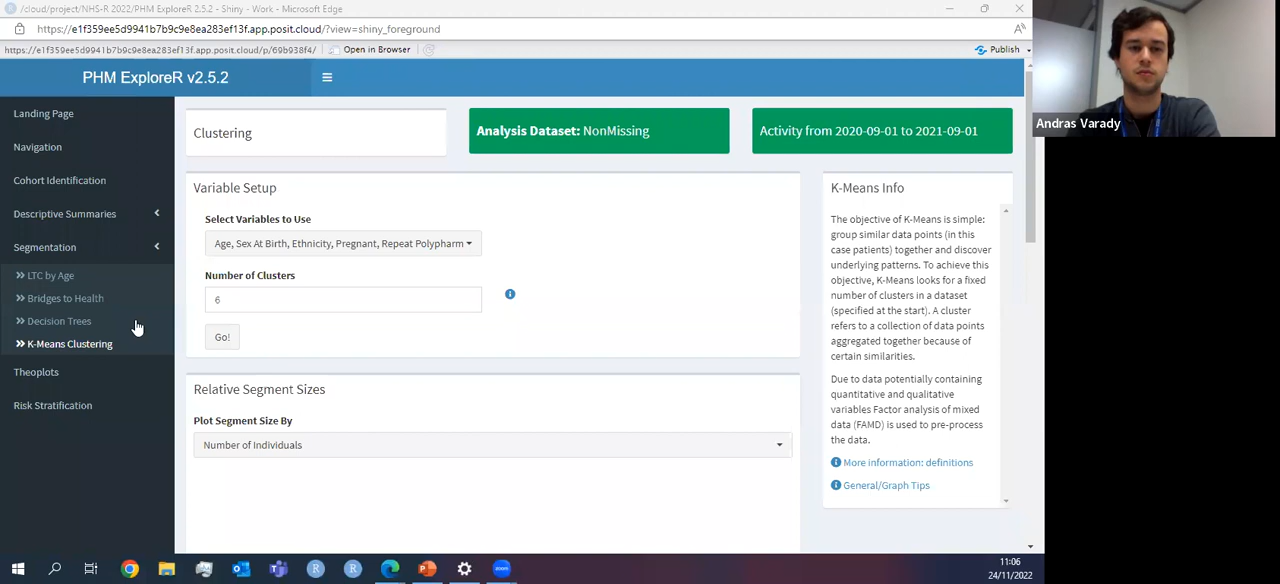 /cloud/project/NHS-R 2022/PHM ExploreR 2.5.2 - Shiny - Work - Microsoft Edge
https://e1f359ee5d9941b7b9c9e8ea283ef13f.app.posit.cloud/?view=shiny_foreground
https://e1f359ee5d9941b7b9c9e8ea283ef13f.app.posit.cloud/p/69b938f4/
Open in Browser
Publish
PHM ExploreR v2.5.2
Landing Page
Navigation
Cohort Identification
Descriptive Summaries
Segmentation
LTC by Age
Bridges to Health
Decision Trees
K-Means Clustering
Theoplots
Risk Stratification
Clustering
Analysis Dataset: NonMissing
Activity from 2020-09-01 to 2021-09-01
Variable Setup
Select Variables to Use
Age, Sex At Birth, Ethnicity, Pregnant, Repeat Polypharm
Number of Clusters
6
Go!
Relative Segment Sizes
Plot Segment Size By
Number of Individuals
K-Means Info
The objective of K-Means is simple:
group similar data points (in this
case patients) together and discover
underlying patterns. To achieve this
objective, K-Means looks for a fixed
number of clusters in a dataset
(specified at the start). A cluster
refers to a collection of data points
aggregated together because of
certain similarities.
Due to data potentially containing
quantitative and qualitative
variables Factor analysis of mixed
data (FAMD) is used to pre-process
the data.
More information: definitions
General/Graph Tips
Andras Varady
11:06
24/11/2022